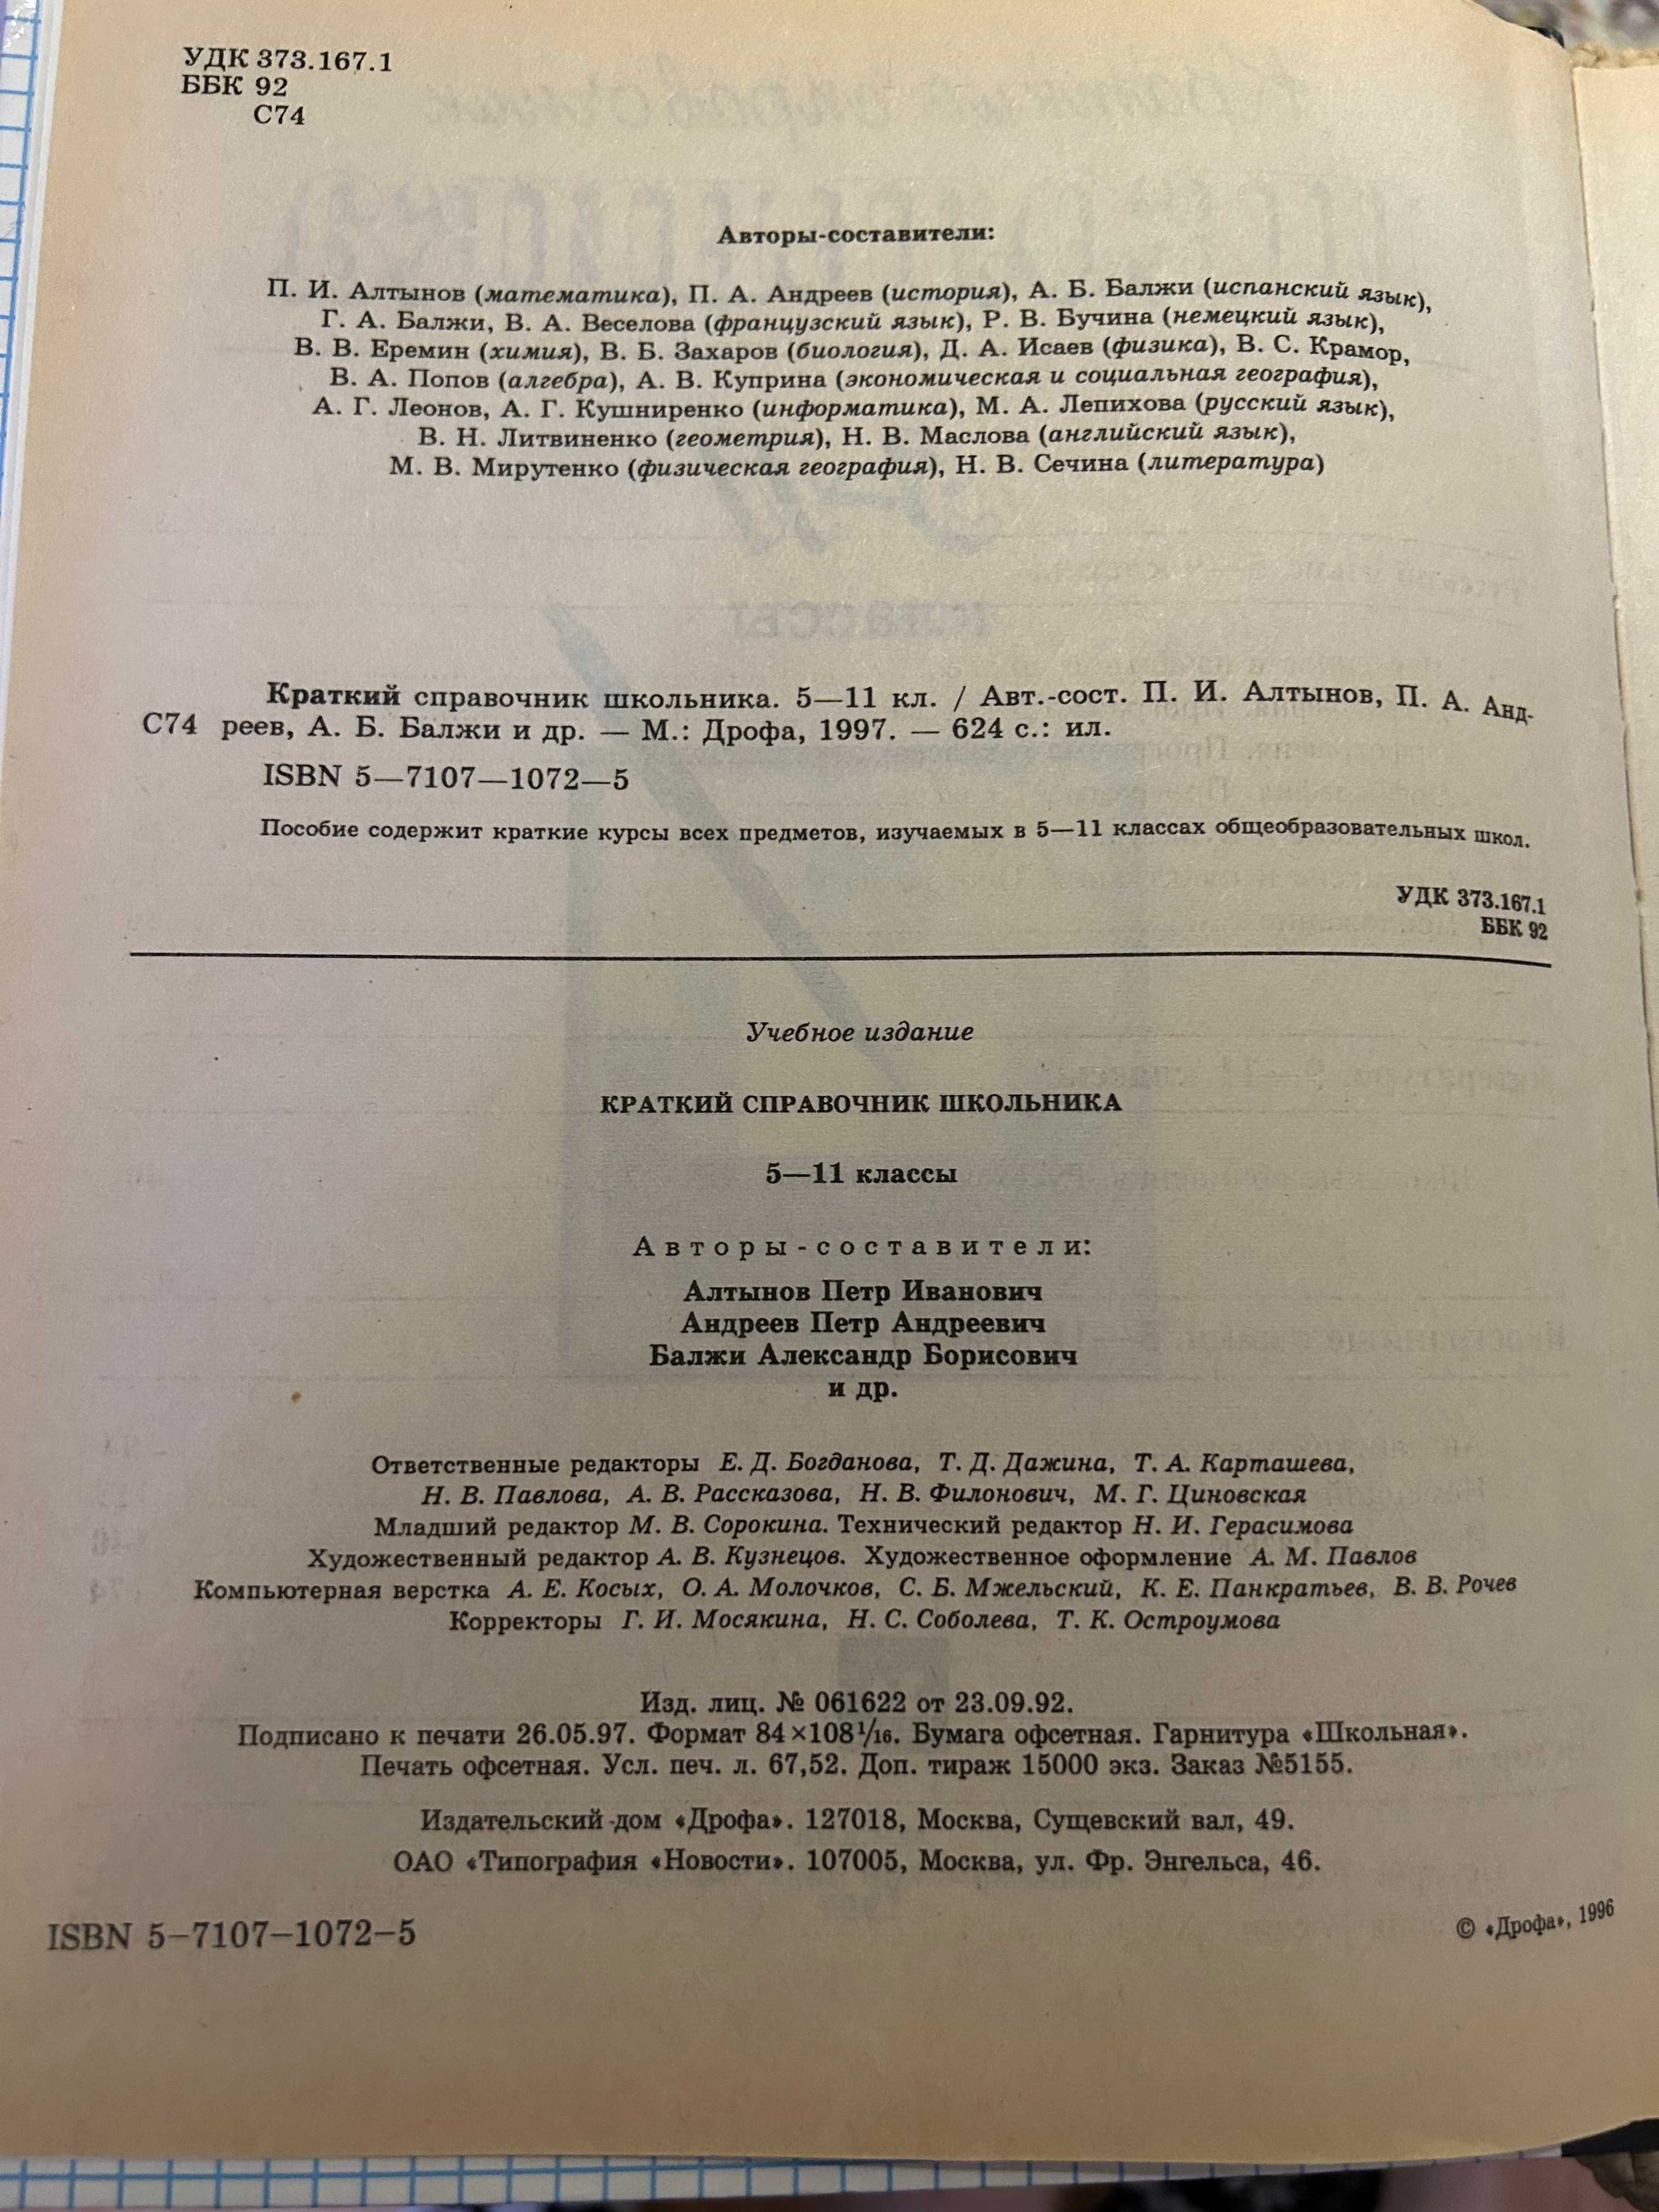 УДК 373.167.1
ББК 92
С74
Авторы-составители:
П. И. Алтынов (математика), П. А. Андреев (история), А. Б. Балжи (испанский язык),
Г. А. Балжи, В. А. Веселова (французский язык), Р. В. Бучина (немецкий язык),
В. В. Еремин (химия), В. Б. Захаров (биология), Д. А. Исаев (физика), В. С. Крамор,
В. А. Попов (алгебра), А. В. Куприна (экономическая и социальная география),
А. Г. Леонов, А. Г. Кушниренко (информатика), М. А. Лепихова (русский язык),
В. Н. Литвиненко (геометрия), Н. В. Маслова (английский язык),
М. В. Мирутенко (физическая география), Н. В. Сечина (литература)
Краткий справочник школьника. 5—11 кл. / Авт.-сост. П. И. Алтынов, П. А. Анд-
С74 реев, А. Б. Балжи и др. — М.: Дрофа, 1997. — 624 с.: ил.
ISBN 5—7107—1072—5
Пособие содержит краткие курсы всех предметов, изучаемых в 5—11 классах общеобразовательных школ.
УДК 373.167.1
ББК 92
Учебное издание
КРАТКИЙ СПРАВОЧНИК ШКОЛЬНИКА
5—11 классы
Авторы-составители:
Алтынов Петр Иванович
Андреев Петр Андреевич
Балжи Александр Борисович
и др.
Ответственные редакторы Е. Д. Богданова, Т. Д. Дажина, Т. А. Карташева,
Н. В. Павлова, А. В. Рассказова, Н. В. Филонович, М. Г. Циновская
Младший редактор М. В. Сорокина. Технический редактор Н. И. Герасимова
Художественный редактор А. В. Кузнецов. Художественное оформление А. М. Павлов
Компьютерная верстка А. Е. Косых, О. А. Молочков, С. Б. Мжельский, К. Е. Панкратьев, В. В. Рочев
Корректоры Г. И. Мосякина, Н. С. Соболева, Т. К. Остроумова
Изд. лиц. № 061622 от 23.09.92.
Подписано к печати 26.05.97. Формат 84×108 1/16. Бумага офсетная. Гарнитура «Школьная».
Печать офсетная. Усл. печ. л. 67,52. Доп. тираж 15000 экз. Заказ №5155.
Издательский дом «Дрофа». 127018, Москва, Сущевский вал, 49.
ОАО «Типография «Новости». 107005, Москва, ул. Фр. Энгельса, 46.
ISBN 5–7107–1072–5
© «Дрофа», 1996